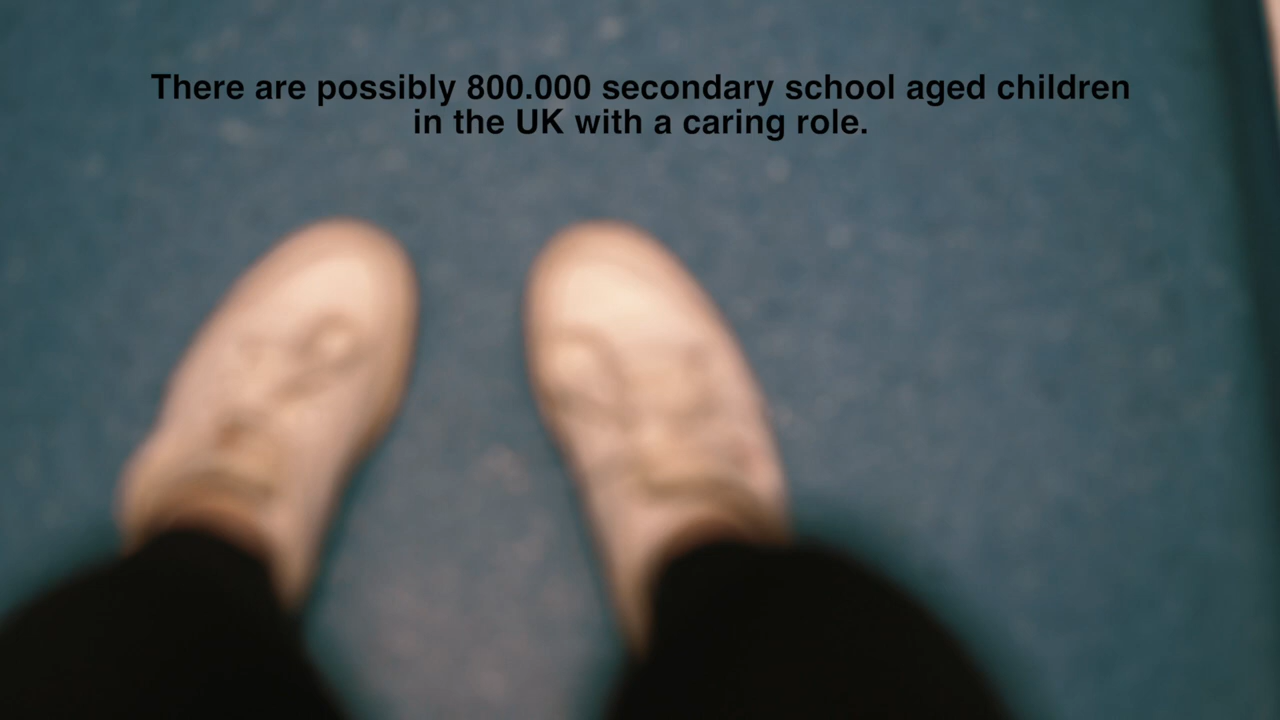 There are possibly 800.000 secondary school aged children
in the UK with a caring role.